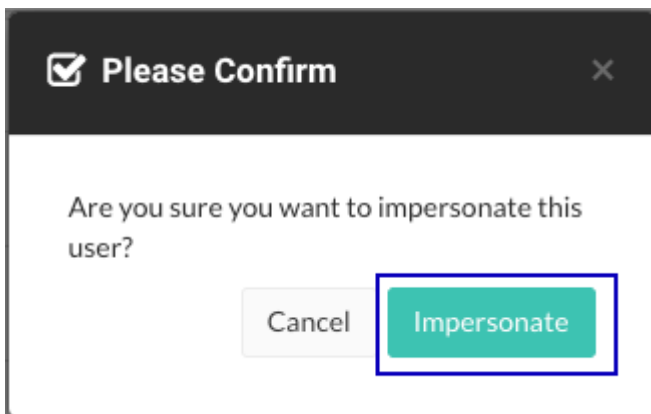 Please Confirm
Are you sure you want to impersonate this
user?
Cancel
Impersonate